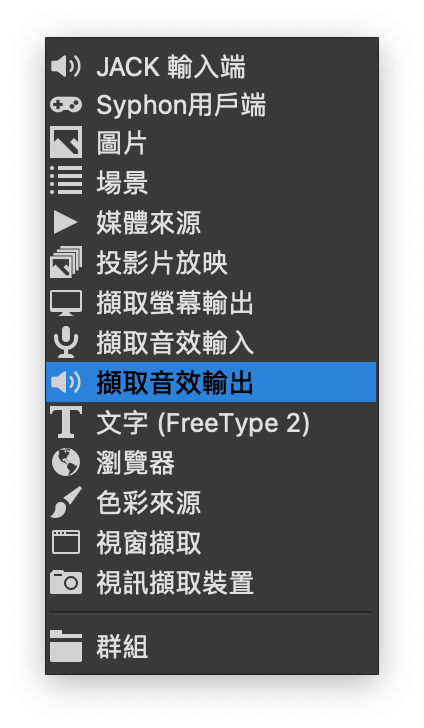 JACK 輸入端
Syphon用戶端
圖片
場景
媒體來源
投影片放映
擷取螢幕輸出
擷取音效輸入
擷取音效輸出
文字 (FreeType 2)
瀏覽器
色彩來源
視窗擷取
視訊擷取裝置
群組